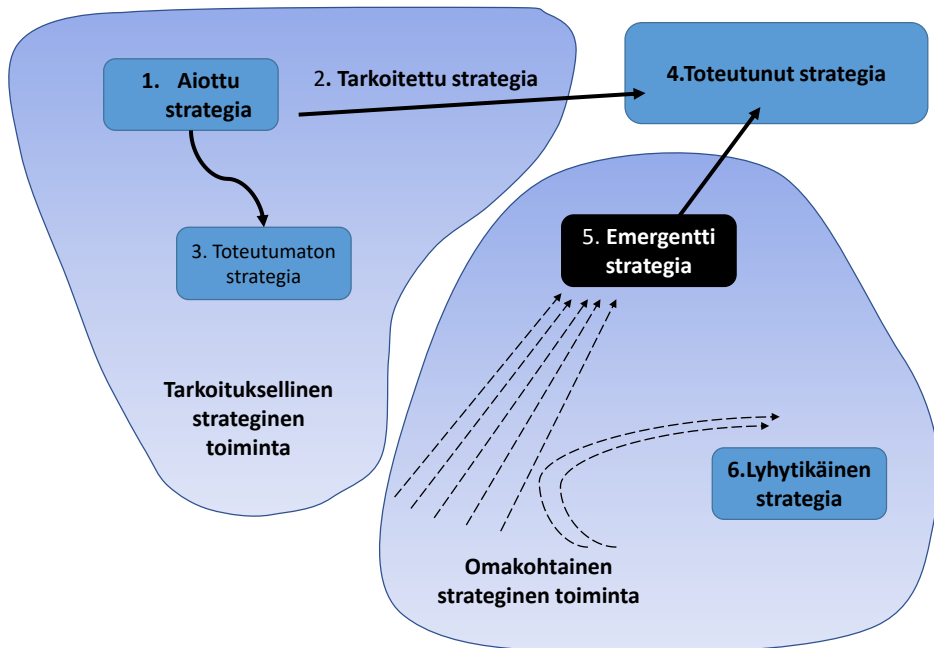 1. Aiottu
strategia
2. Tarkoitettu strategia
4.Toteutunut strategia
3. Toteutumaton
strategia
5. Emergentti
strategia
Tarkoituksellinen
strateginen
toiminta
6.Lyhytikäinen
strategia
Omakohtainen
strateginen toiminta